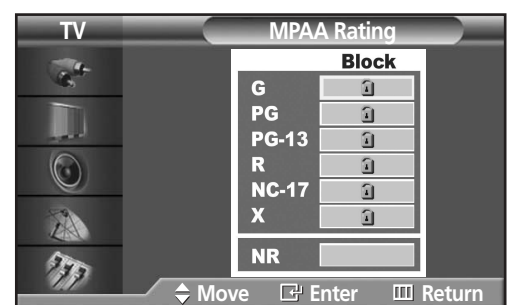 TV
MPAA Rating
Block
G
PG
PG-13
R
NC-17
X
NR
Move Enter Return